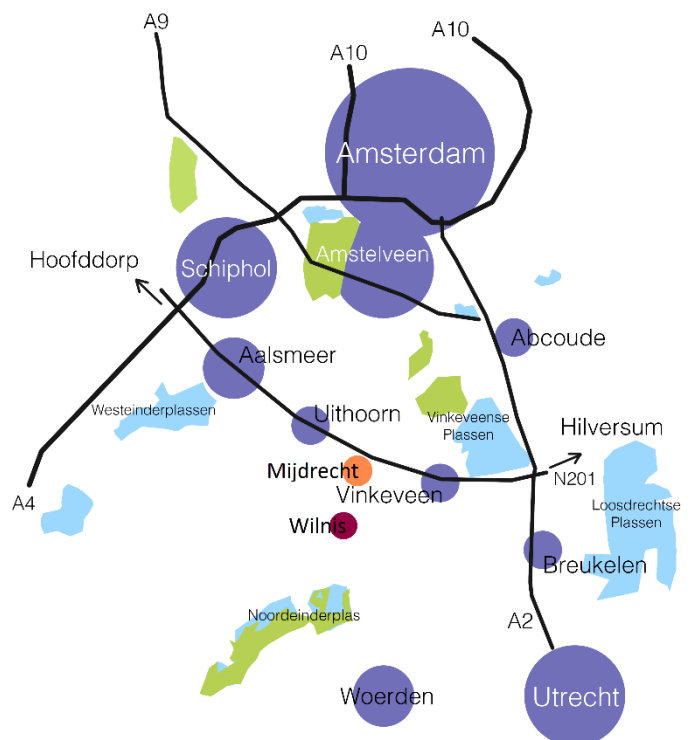 A9
A10
A10
Amsterdam
Hoofddorp
Schiphol
Amstelveen
Aalsmeer
Abcoude
Westeinderplassen
Uithoorn
Vinkeveense
Plassen
Hilversum
Mijdrecht
Vinkeveen
N201
A4
Loosdrechtse
Plassen
Wilnis
Breukelen
Noordeinderplas
A2
Woerden
Utrecht